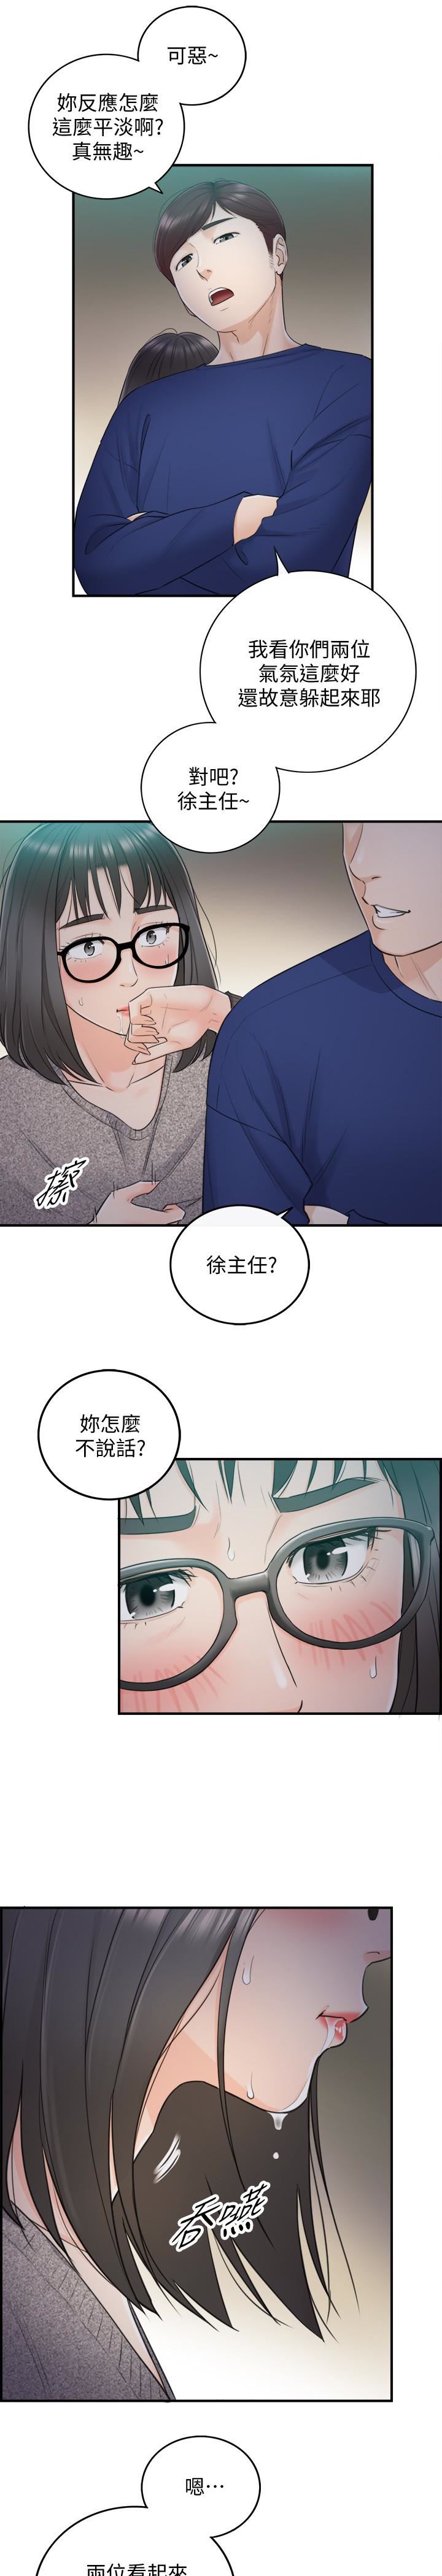 可惡~
妳反應怎麼
這麼平淡啊?
真無趣~
我看你們兩位
氣氛這麼好
還故意躲起來耶
對吧?
徐主任~
擦
徐主任?
妳怎麼
不說話?
吞嚥
嗯…
兩位看起來